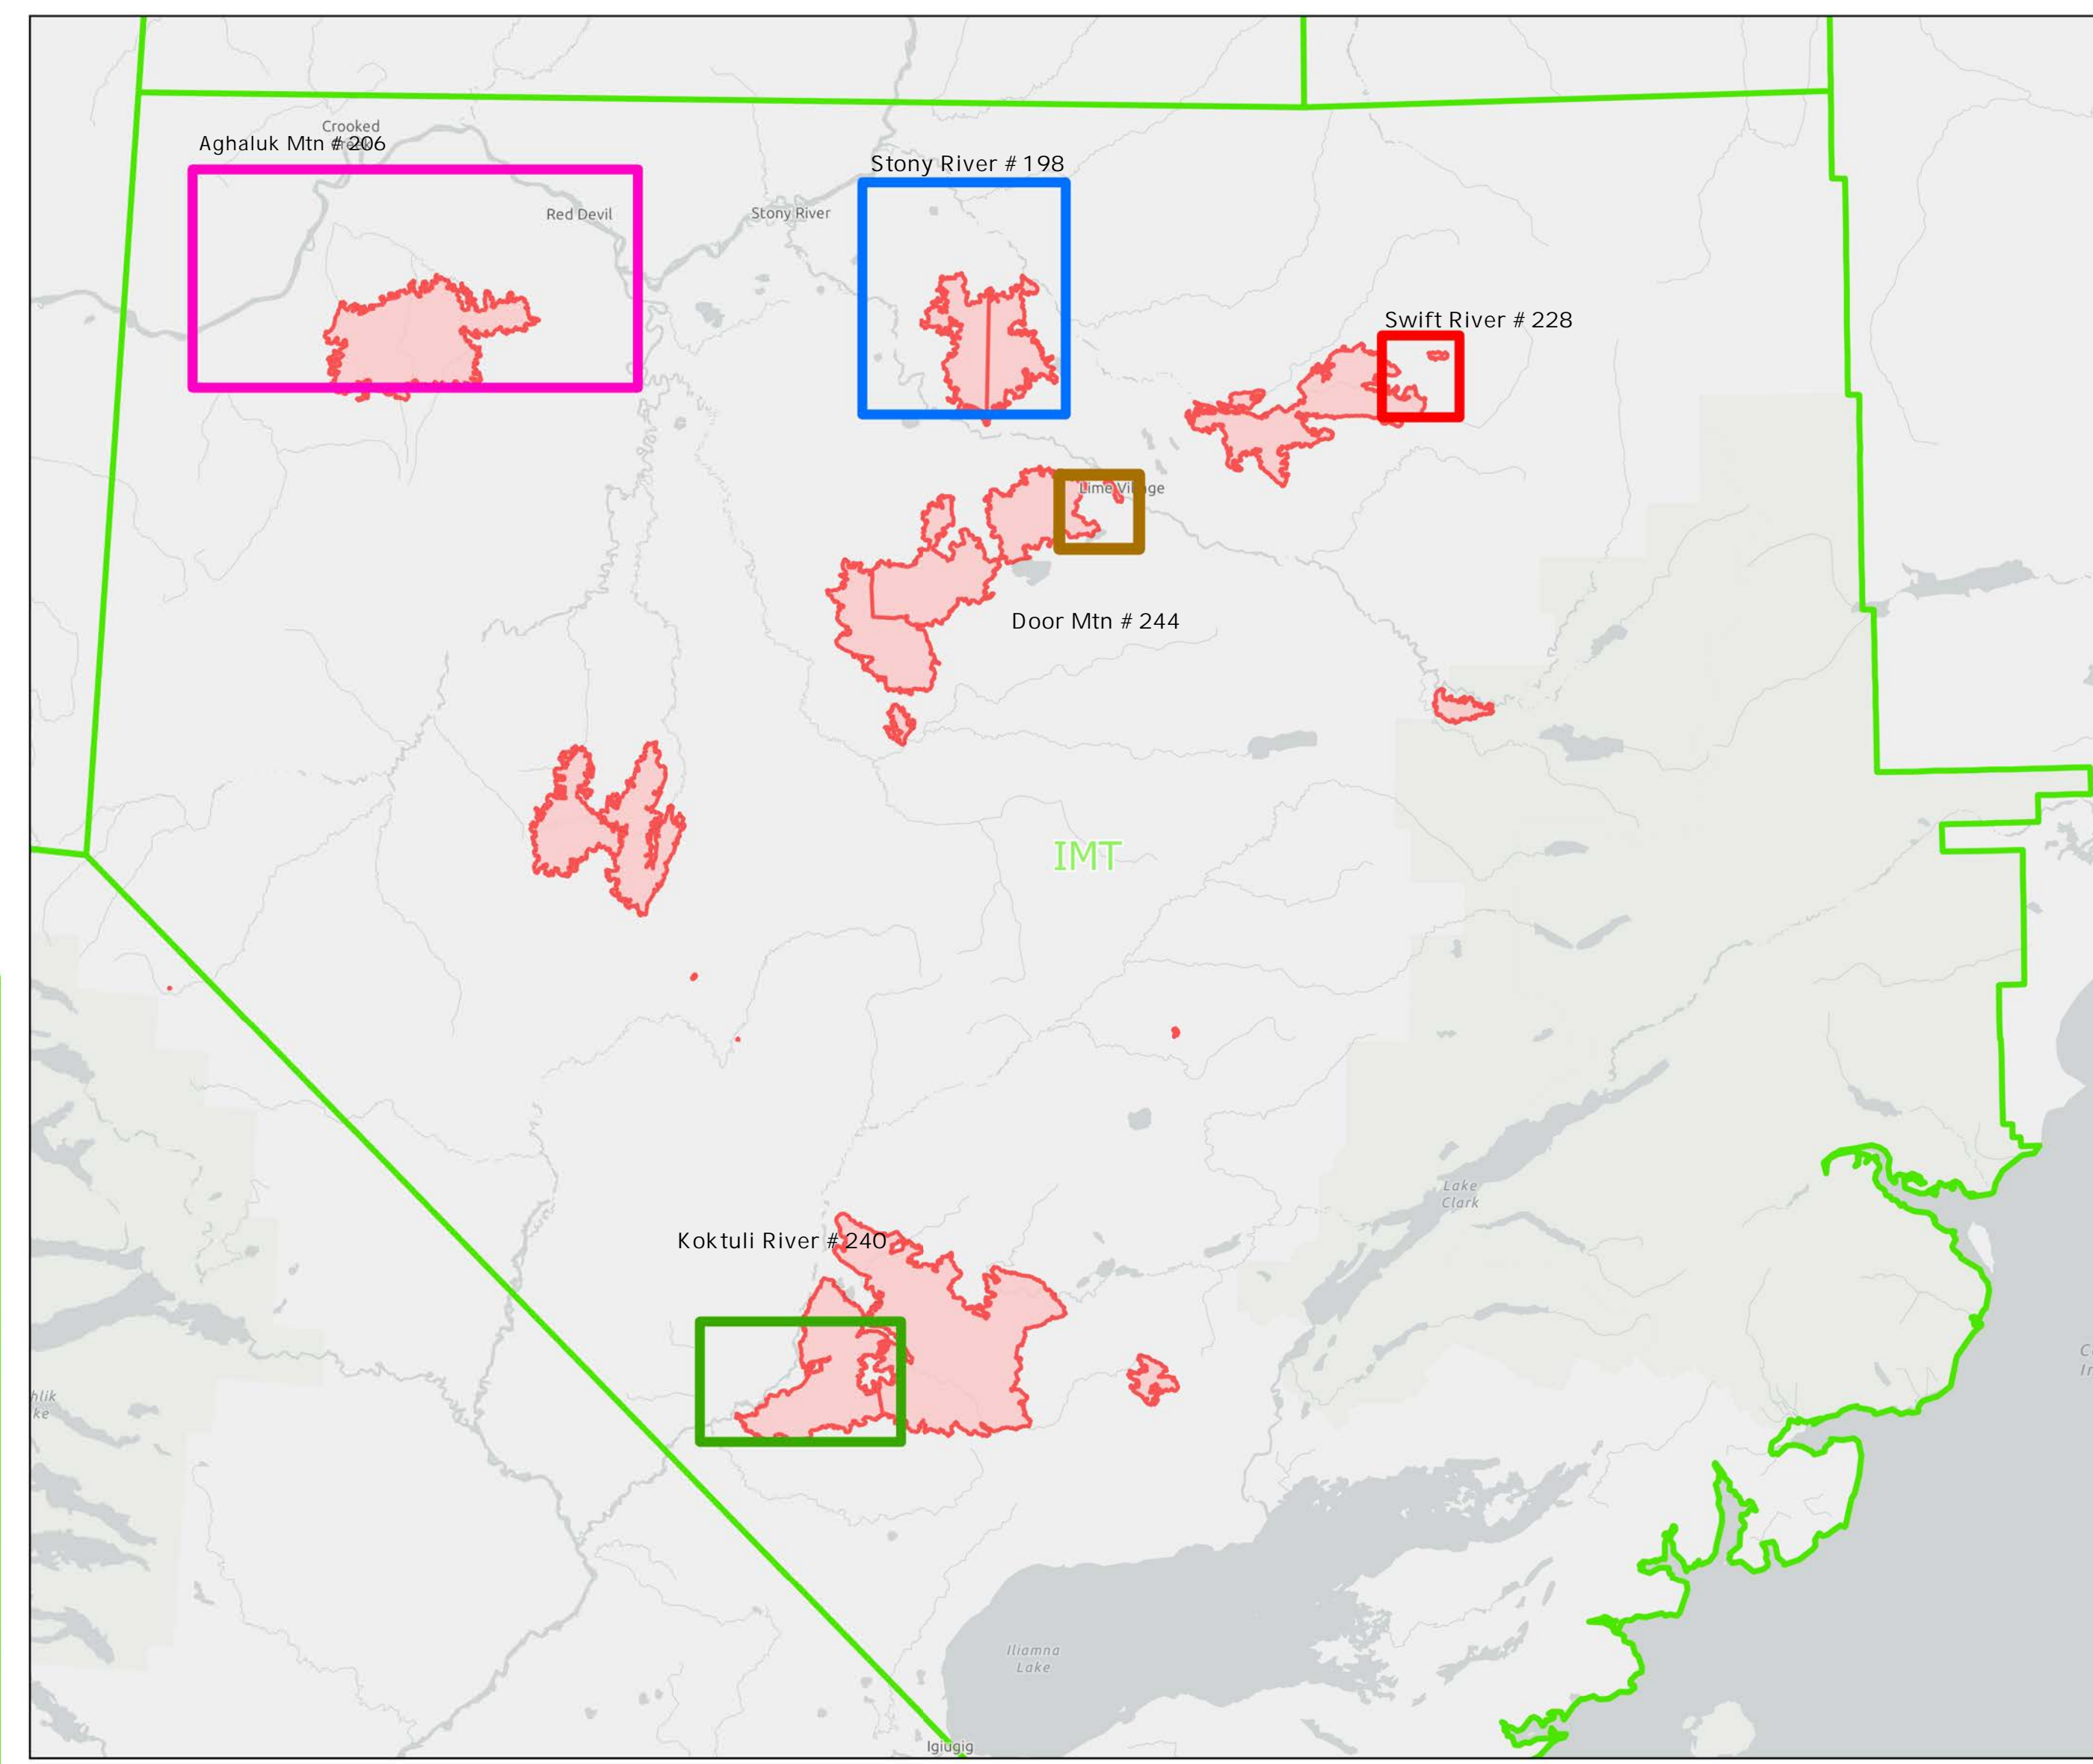 Crooked
Creek
Aghaluk Mtn # 206
Stony River # 198
Red Devil
Stony River
Swift River # 228
Lime Village
Door Mtn # 244
IMT
Lake
Clark
Koktuli River # 240
Iliamna
Lake
Igiugig